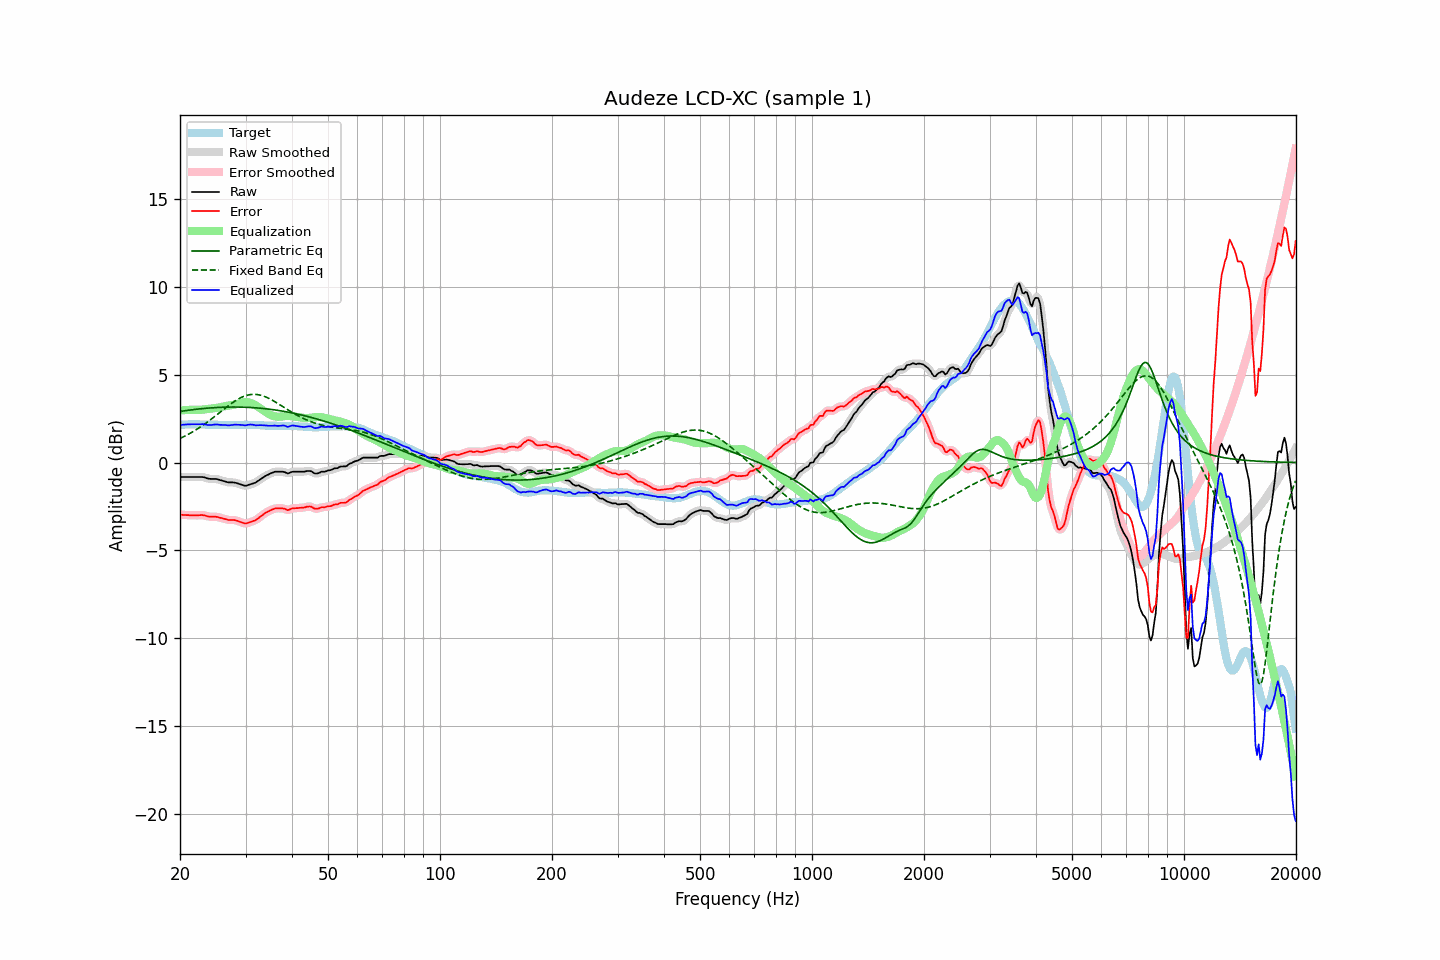 Audeze LCD-XC (sample 1)
Target
Raw Smoothed
Error Smoothed
Raw
Error
Equalization
Parametric Eq
Fixed Band Eq
Equalized
Amplitude (dBr)
15
10
5
0
−5
−10
−15
−20
20
50
100
200
500
1000
2000
5000
10000
20000
Frequency (Hz)